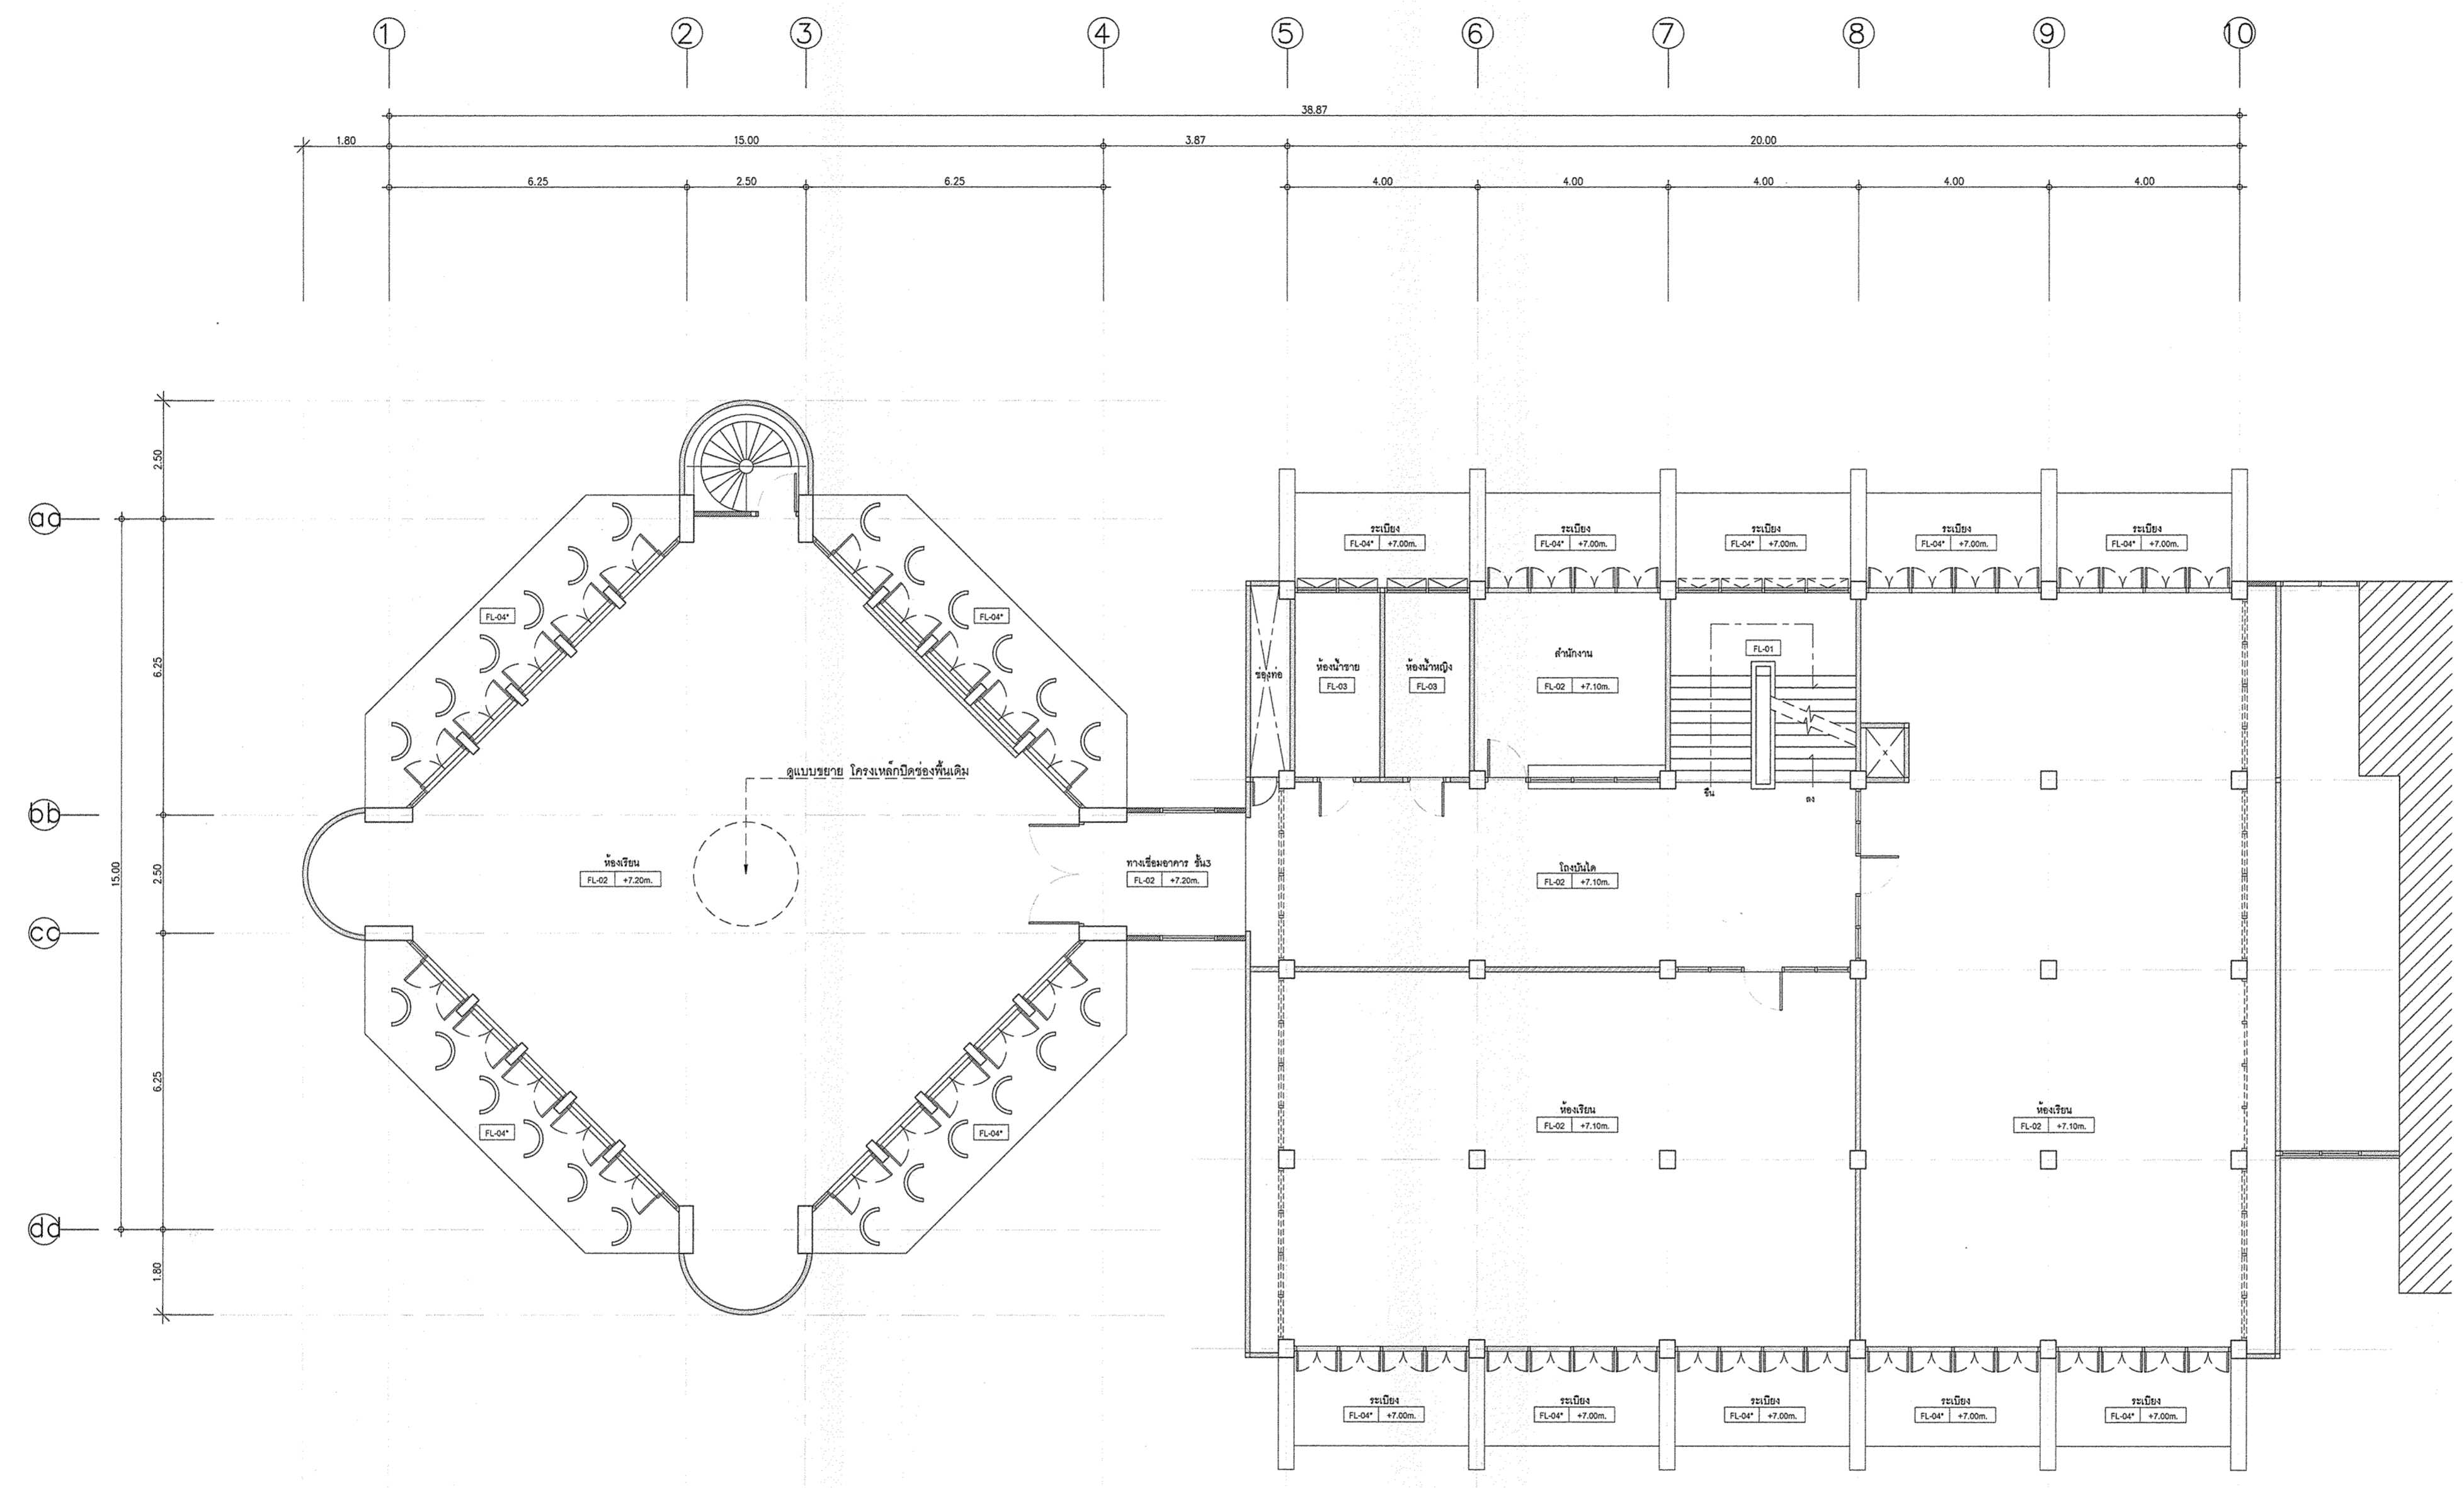 1 2 3 4 5 6 7 8 9 10
38.87
1.80 15.00 3.87 20.00
6.25 2.50 6.25 4.00 4.00 4.00 4.00 4.00
aa
bb
cc
dd
2.50
6.25
15.00
2.50
6.25
1.80
FL-04*
FL-04*
ดูแบบขยาย โครงเหล็กปิดช่องพื้นเดิม
ห้องเรียน
FL-02 +7.20m.
ทางเชื่อมอาคาร ชั้น3
FL-02 +7.20m.
FL-04*
FL-04*
ระเบียง ระเบียง ระเบียง ระเบียง ระเบียง
FL-04* +7.00m. FL-04* +7.00m. FL-04* +7.00m. FL-04* +7.00m. FL-04* +7.00m.
ช่องท่อ
ห้องน้ำชาย
FL-03
ห้องน้ำหญิง
FL-03
สำนักงาน
FL-02 +7.10m.
FL-01
X
ขึ้น
ลง
โถงบันได
FL-02 +7.10m.
ห้องเรียน
FL-02 +7.10m.
ห้องเรียน
FL-02 +7.10m.
ระเบียง ระเบียง ระเบียง ระเบียง ระเบียง
FL-04* +7.00m. FL-04* +7.00m. FL-04* +7.00m. FL-04* +7.00m. FL-04* +7.00m.